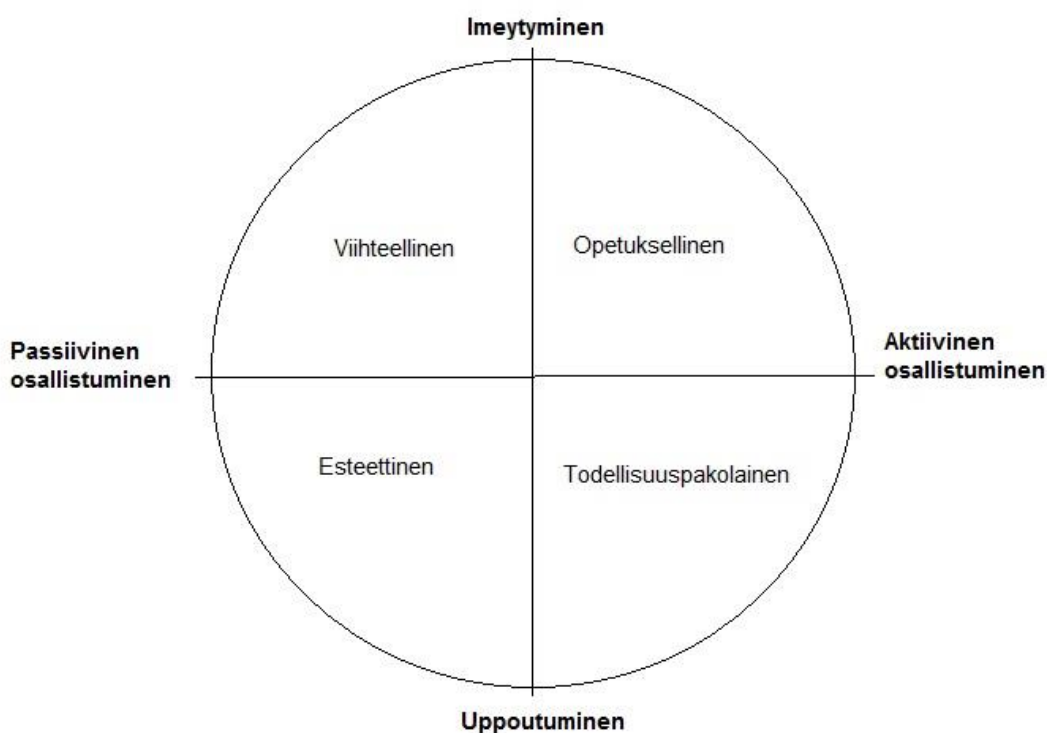 Imeytyminen
Viihteellinen
Opetuksellinen
Passiivinen
osallistuminen
Aktiivinen
osallistuminen
Esteettinen
Todellisuuspakolainen
Uppoutuminen